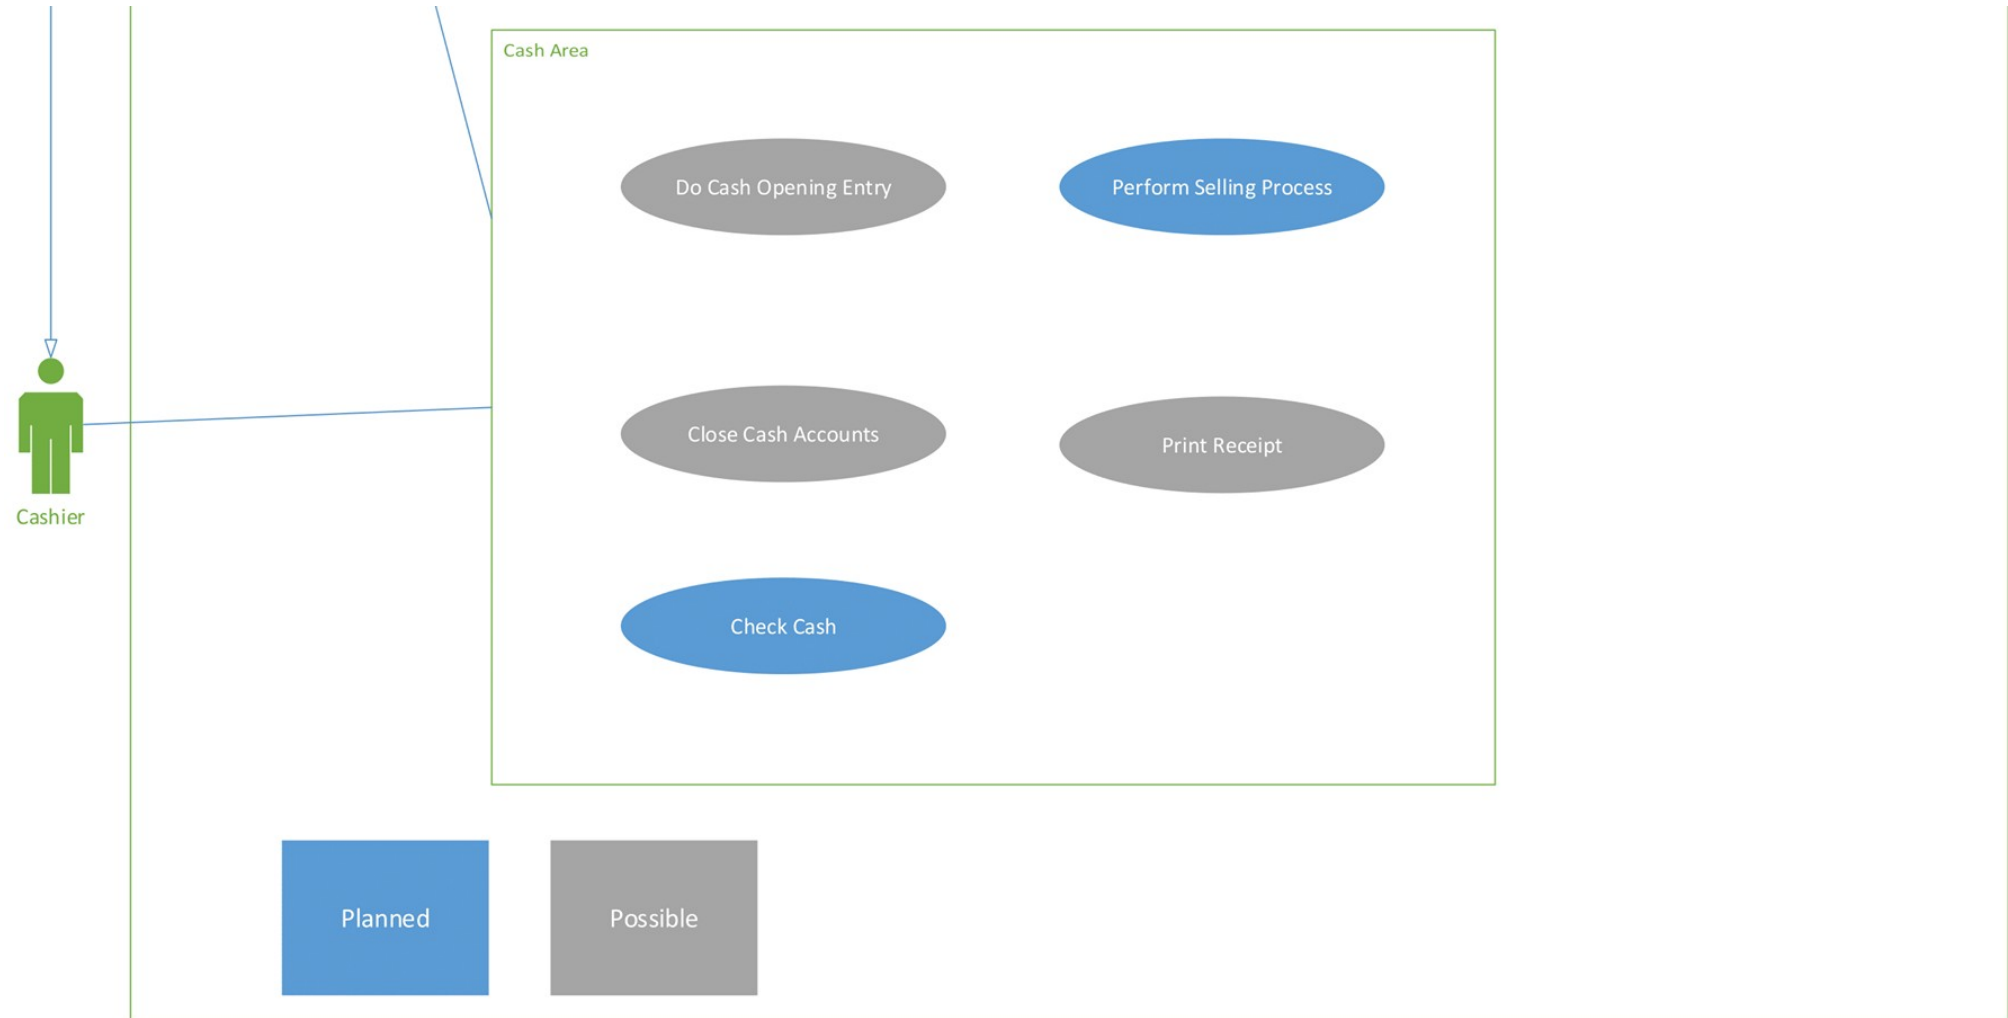 Cash Area
Do Cash Opening Entry
Perform Selling Process
Close Cash Accounts
Print Receipt
Cashier
Check Cash
Planned
Possible